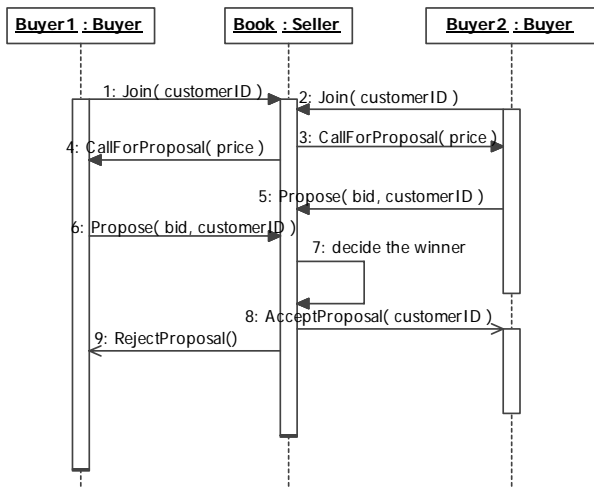 Buyer1 : Buyer
Book : Seller
Buyer2 : Buyer
1: Join( customerID )
2: Join( customerID )
3: CallForProposal( price )
4: CallForProposal( price )
5: Propose( bid, customerID )
6: Propose( bid, customerID )
7: decide the winner
8: AcceptProposal( customerID )
9: RejectProposal()